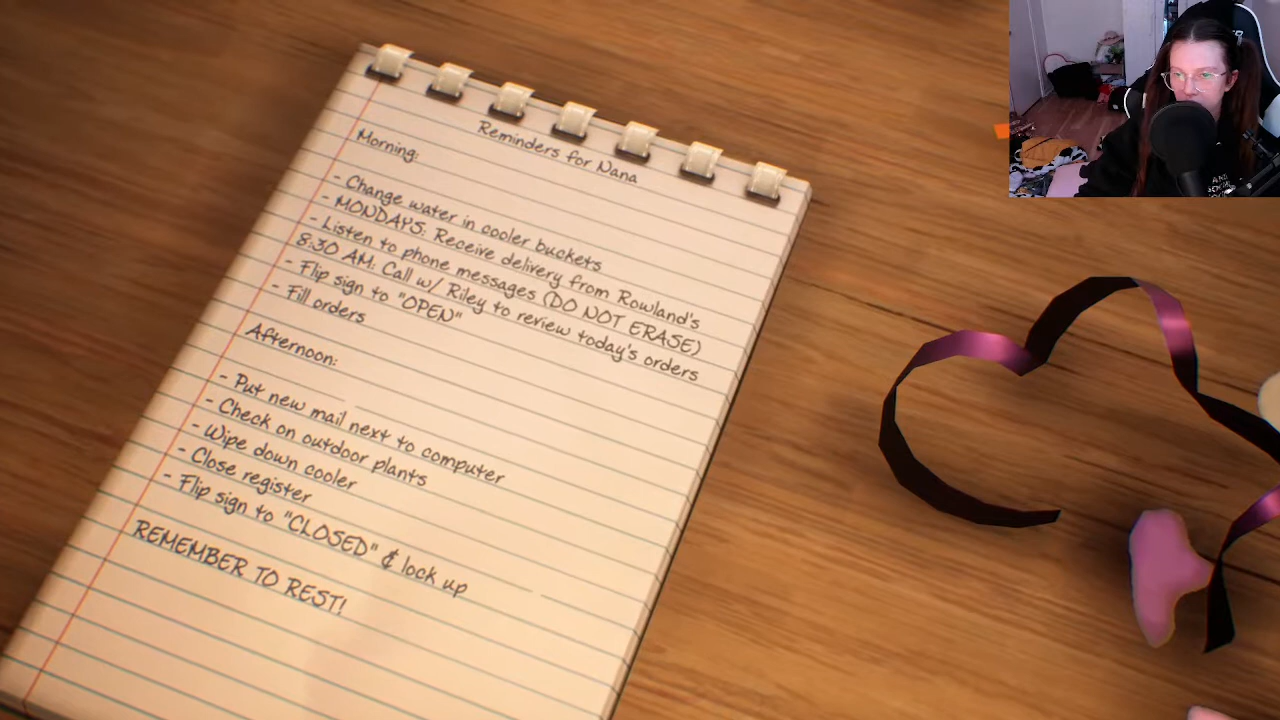 Reminders for Nana
Morning:
- Change water in cooler buckets
- MONDAYS: Receive delivery from Rowland's
- Listen to phone messages (DO NOT ERASE)
8:30 AM: Call w/ Riley to review today's orders
- Flip sign to "OPEN"
- Fill orders
Afternoon:
- Put new mail next to computer
- Check on outdoor plants
- Wipe down cooler
- Close register
- Flip sign to "CLOSED" & lock up
REMEMBER TO REST!